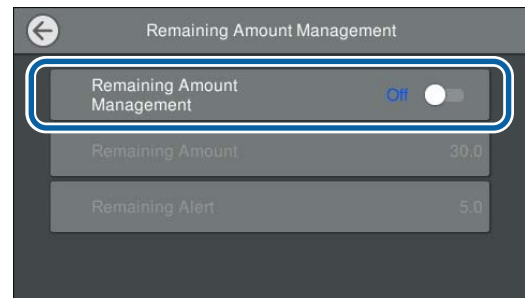 Remaining Amount Management
Remaining Amount
Management
Off
Remaining Amount
30.0
Remaining Alert
5.0